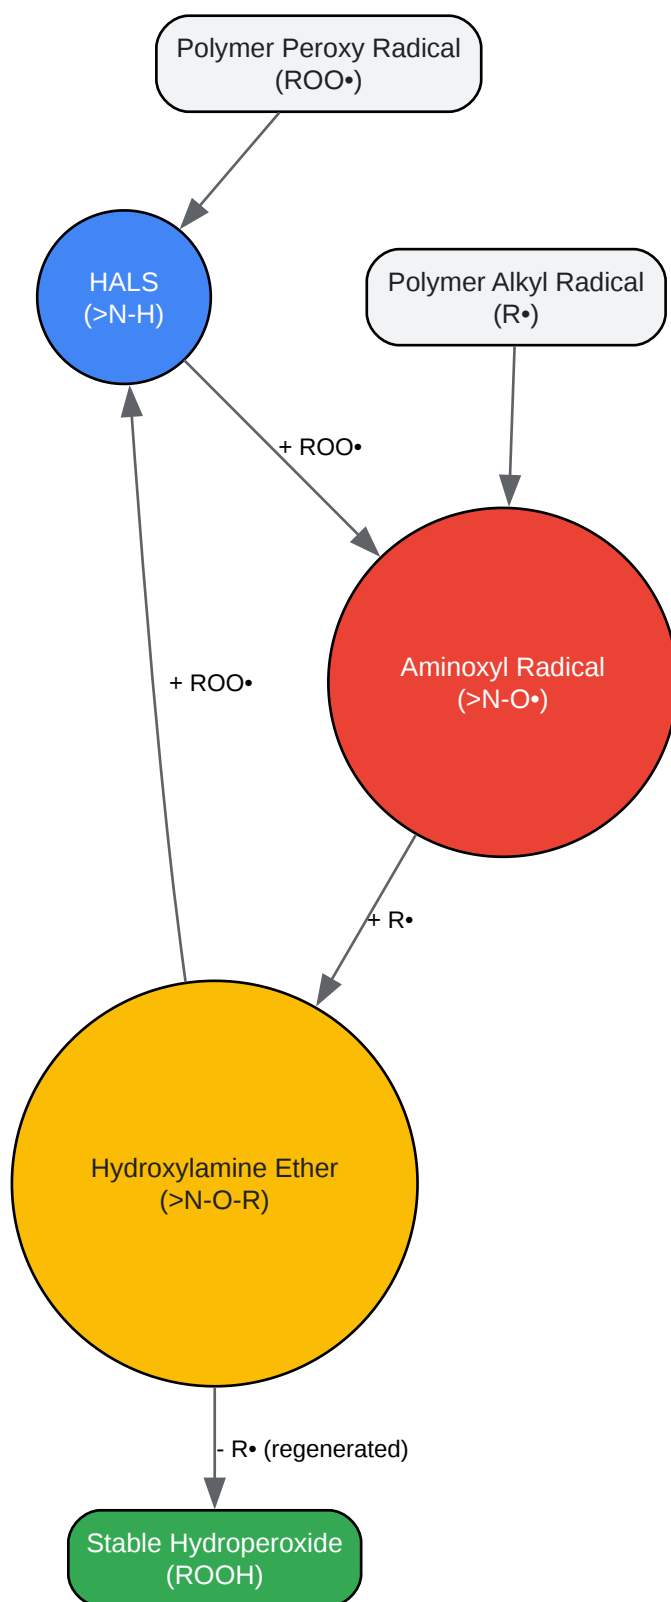 Polymer Peroxy Radical
(ROO•)
HALS
(>N-H)
Polymer Alkyl Radical
(R•)
+ ROO•
Aminoxyl Radical
(>N-O•)
+ ROO•
+ R•
Hydroxylamine Ether
(>N-O-R)
- R• (regenerated)
Stable Hydroperoxide
(ROOH)